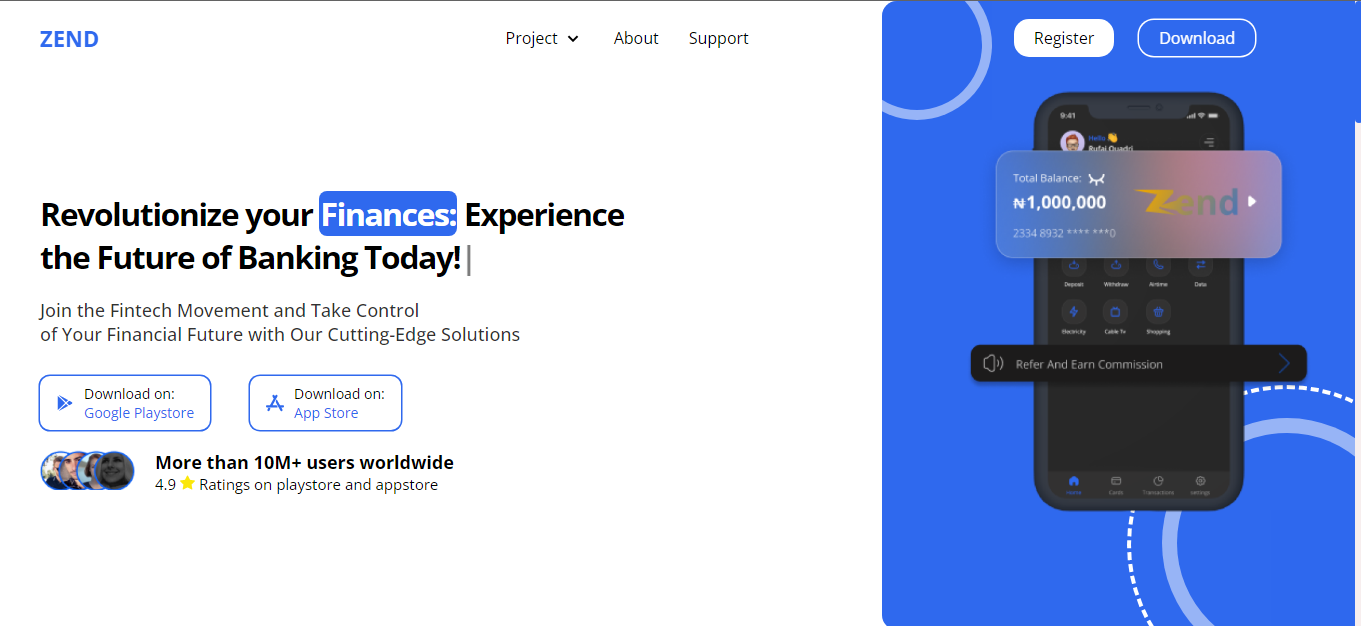 ZEND
Project
About
Support
Register
Download
Revolutionize your Finances: Experience
the Future of Banking Today!|
Join the Fintech Movement and Take Control
of Your Financial Future with Our Cutting-Edge Solutions
Download on:
Google Playstore
Download on:
App Store
More than 10M+ users worldwide
4.9 ⭐ Ratings on playstore and appstore
9:41
Hello 👏
Rufai Quadri
Total Balance:
₦1,000,000
2334 8932 **** ***0
Zend
Deposit
Withdraw
Airtime
Data
Electricity
Cable Tv
Shopping
Refer And Earn Commission
Home
Cards
Transactions
settings